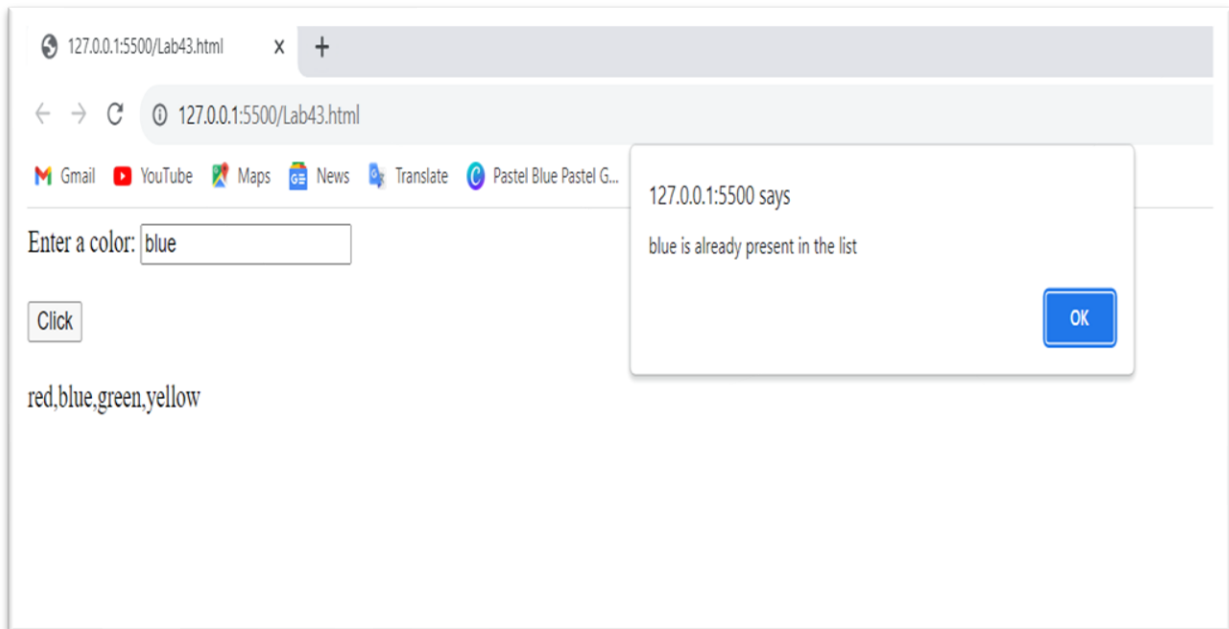 127.0.0.1:5500/Lab43.html
127.0.0.1:5500/Lab43.html
Gmail YouTube Maps GE News Translate C Pastel Blue Pastel G...
127.0.0.1:5500 says
blue is already present in the list
OK
Enter a color: blue
Click
red,blue,green,yellow